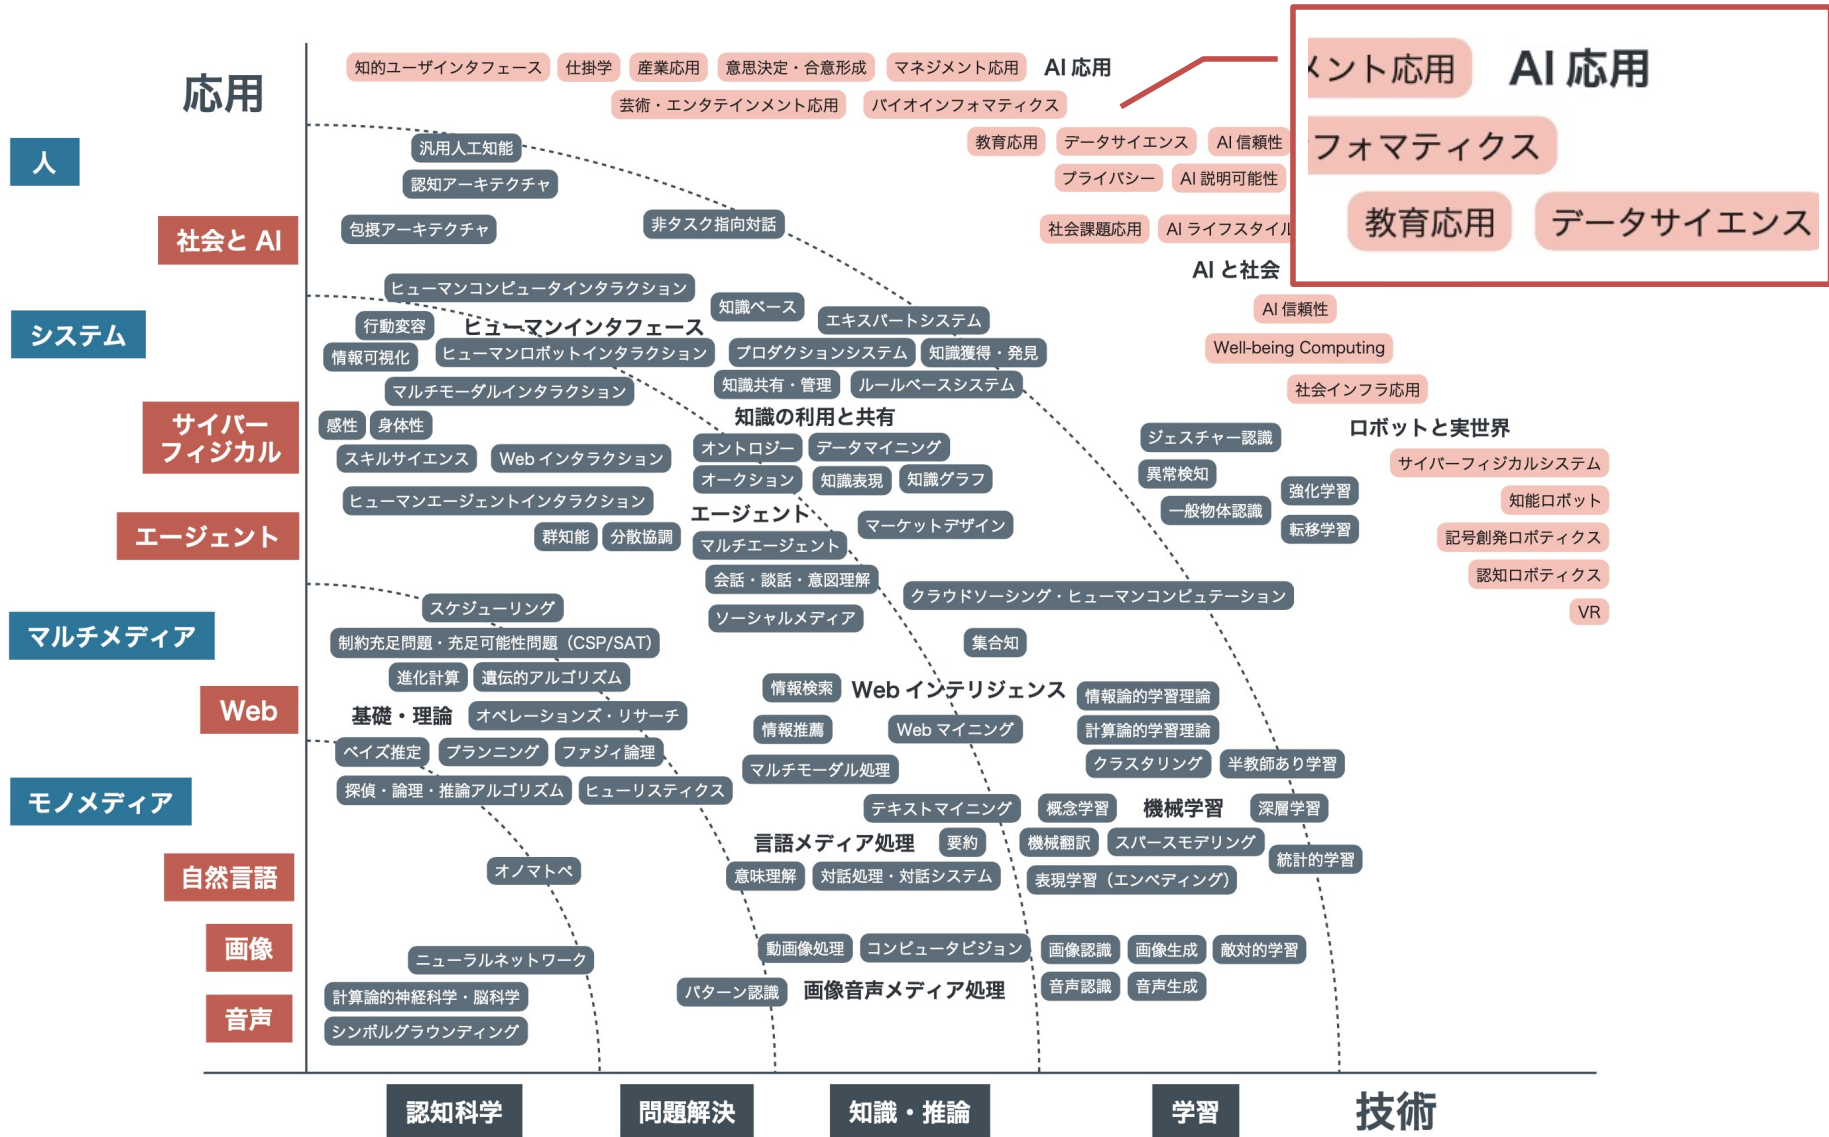 応用
知的ユーザインタフェース 仕掛学 産業応用 意思決定・合意形成 マネジメント応用 AI 応用
芸術・エンタテインメント応用 バイオインフォマティクス
教育応用 データサイエンス AI 信頼性
プライバシー AI 説明可能性
社会課題応用 AI ライフスタイル
AI と社会
メント応用 AI 応用
フォマティクス
教育応用 データサイエンス
人
汎用人工知能
認知アーキテクチャ
包摂アーキテクチャ 非タスク指向対話
社会と AI
ヒューマンコンピュータインタラクション
知識ベース
エキスパートシステム
行動変容 ヒューマンインタフェース
情報可視化 ヒューマンロボットインタラクション プロダクションシステム 知識獲得・発見
マルチモーダルインタラクション 知識共有・管理 ルールベースシステム
AI 信頼性
Well-being Computing
社会インフラ応用
システム
知識の利用と共有
感性 身体性
オントロジー データマイニング
スキルサイエンス Web インタラクション
オークション 知識表現 知識グラフ
ヒューマンエージェントインタラクション
エージェント
マーケットデザイン
群知能 分散協調 マルチエージェント
会話・談話・意図理解
ソーシャルメディア
クラウドソーシング・ヒューマンコンピュテーション
集合知
サイバー
フィジカル
ジェスチャー認識 ロボットと実世界
異常検知 サイバーフィジカルシステム
強化学習 知能ロボット
一般物体認識
転移学習 記号創発ロボティクス
認知ロボティクス
VR
エージェント
スケジューリング
制約充足問題・充足可能性問題（CSP/SAT）
進化計算 遺伝的アルゴリズム
基礎・理論 オペレーションズ・リサーチ
ベイズ推定 プランニング ファジィ論理
探偵・論理・推論アルゴリズム ヒューリスティクス
マルチメディア
情報検索 Web インテリジェンス 情報論的学習理論
情報推薦 Web マイニング 計算論的学習理論
マルチモーダル処理 クラスタリング 半教師あり学習
Web
テキストマイニング 概念学習 機械学習 深層学習
言語メディア処理 要約 機械翻訳 スパースモデリング
統計的学習
意味理解 対話処理・対話システム 表現学習（エンベディング）
モノメディア
オノマトペ
自然言語
動画像処理 コンピュータビジョン 画像認識 画像生成 敵対的学習
ニューラルネットワーク
画像
パターン認識 画像音声メディア処理 音声認識 音声生成
計算論的神経科学・脳科学
シンボルグラウンディング
音声
認知科学 問題解決 知識・推論 学習 技術